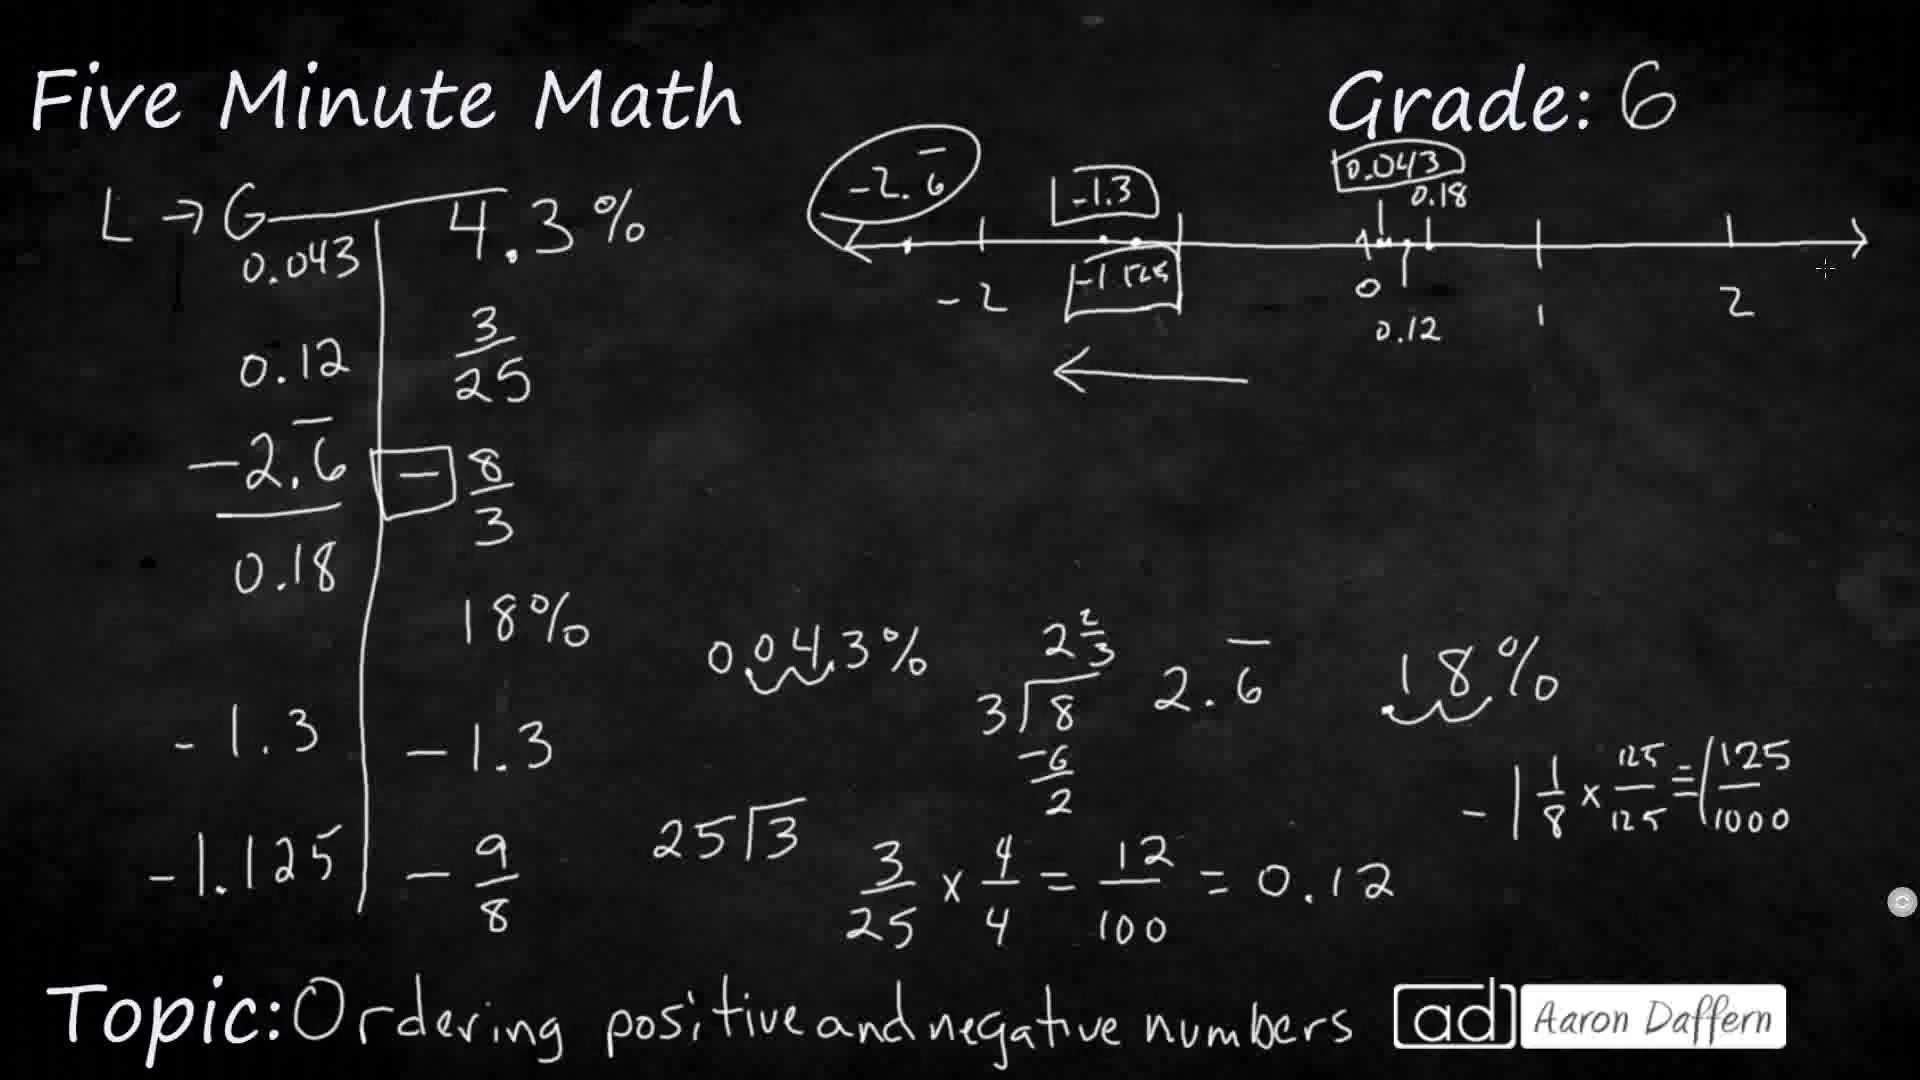 Five Minute Math
Grade: 6
L → G
0.043 | 4.3%
0.12 | 3/25
-2.6̅ | - 8/3
0.18 | 18%
-1.3 | -1.3
-1.125 | - 9/8
-2.6̅
-1.3
0.043
0.18
-2
-1.125
0
0.12
1
2
0043%
2 2/3
3)8
-6
2
2.6̅
18%
-1 1/8 × 125/125 = 1 125/1000
25)3
3/25 × 4/4 = 12/100 = 0.12
Topic: Ordering positive and negative numbers
ad Aaron Daffern